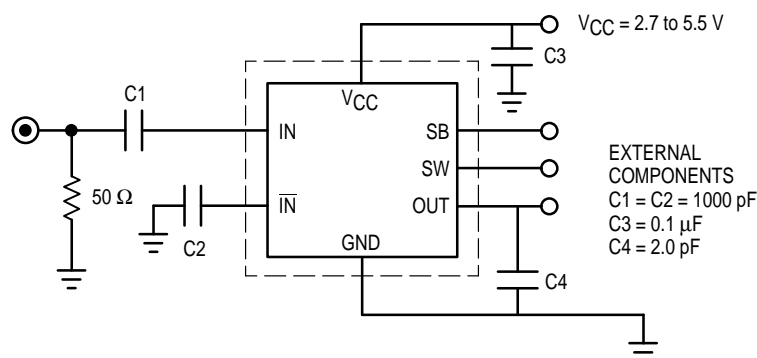 V_CC = 2.7 to 5.5 V
C3
C1
V_CC
IN
SB
SW
50 Ω
I̅N̅
OUT
C2
GND
C4
EXTERNAL
COMPONENTS
C1 = C2 = 1000 pF
C3 = 0.1 μF
C4 = 2.0 pF